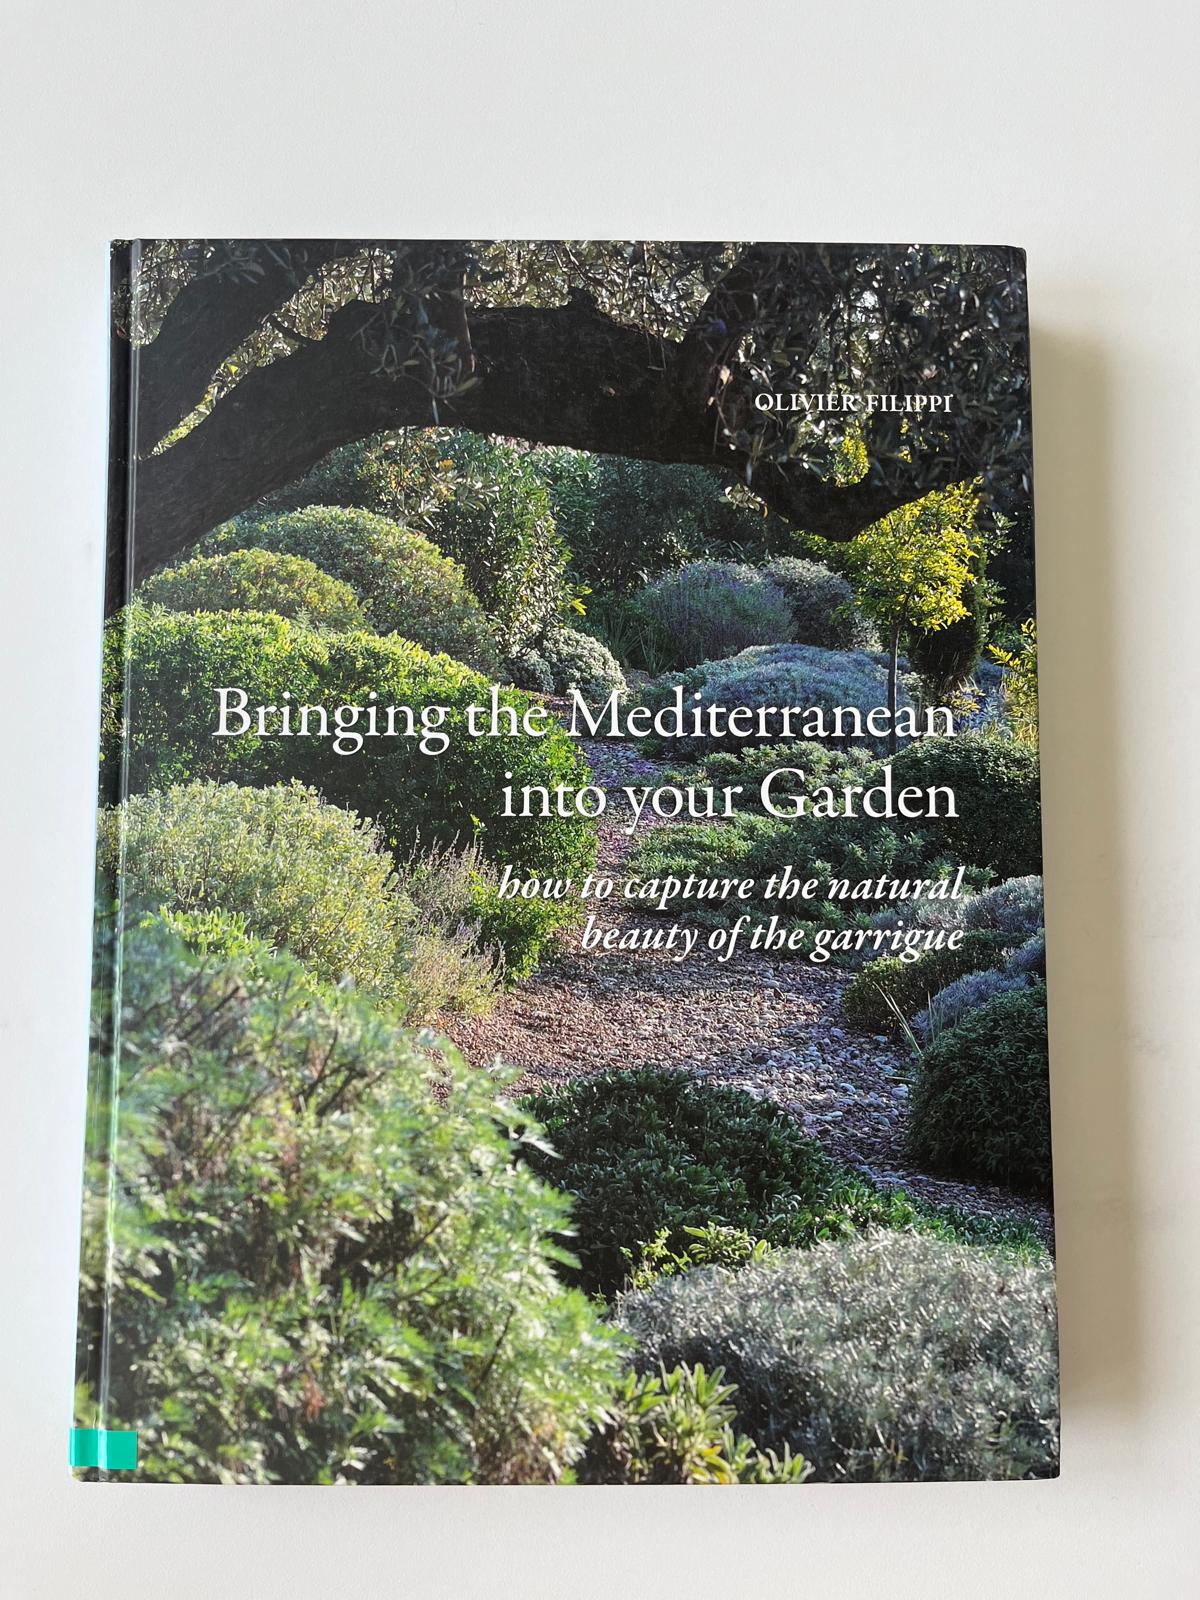 OLIVIER FILIPPI
Bringing the Mediterranean
into your Garden
how to capture the natural
beauty of the garrigue